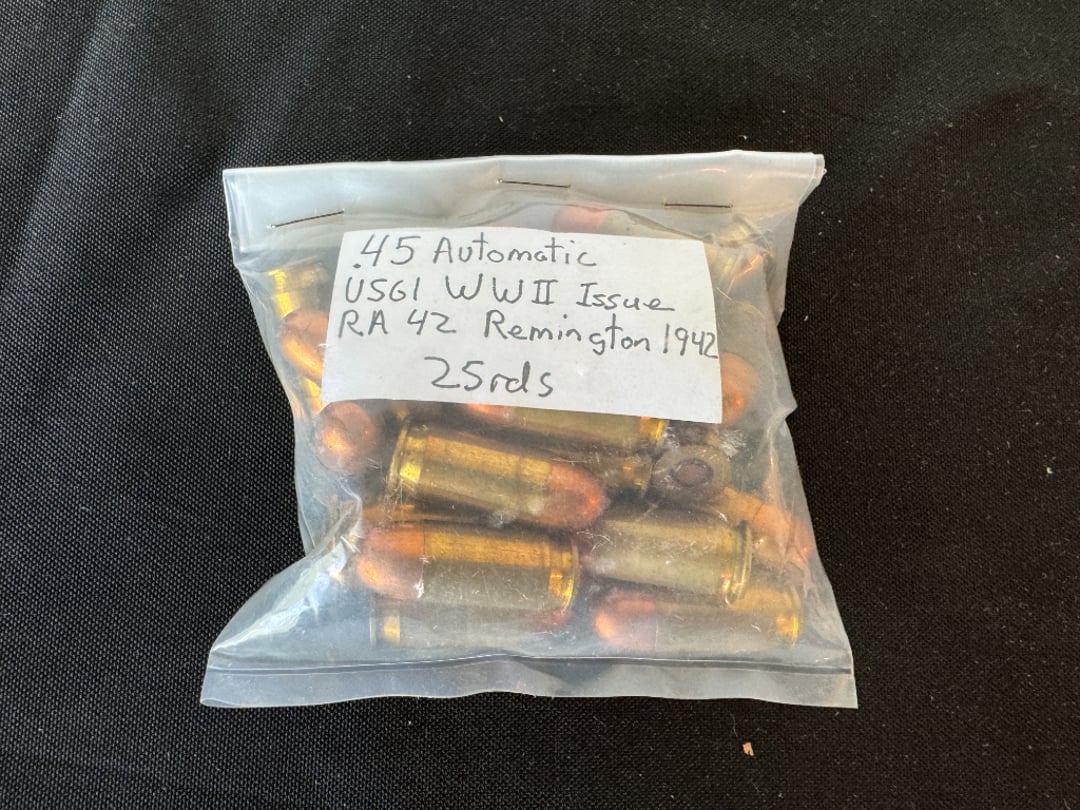 .45 Automatic
USGI WWII Issue
RA 42 Remington 1942
25rds